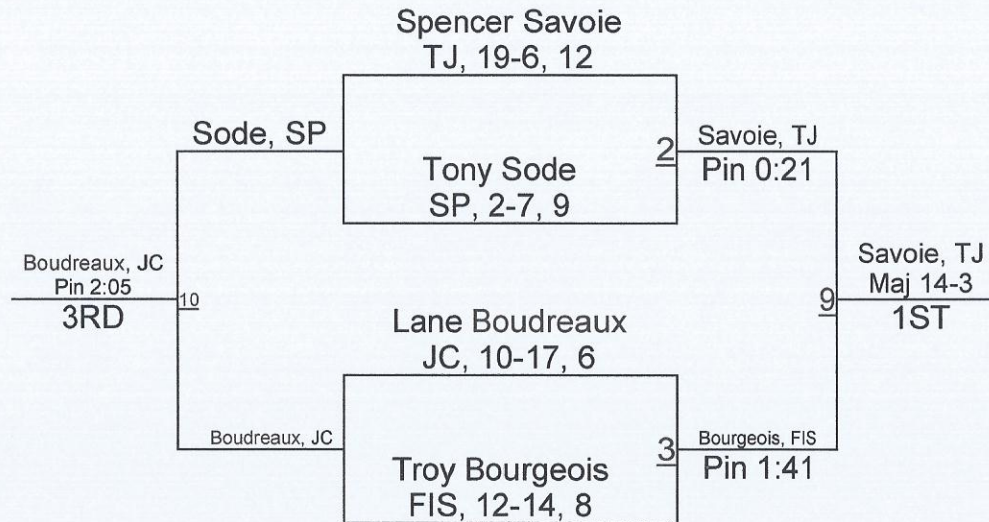 Spencer Savoie
TJ, 19-6, 12
Sode, SP
2
Savoie, TJ
Pin 0:21
Tony Sode
SP, 2-7, 9
Boudreaux, JC
Pin 2:05
3RD
10
Lane Boudreaux
JC, 10-17, 6
9
Savoie, TJ
Maj 14-3
1ST
Boudreaux, JC
3
Bourgeois, FIS
Pin 1:41
Troy Bourgeois
FIS, 12-14, 8